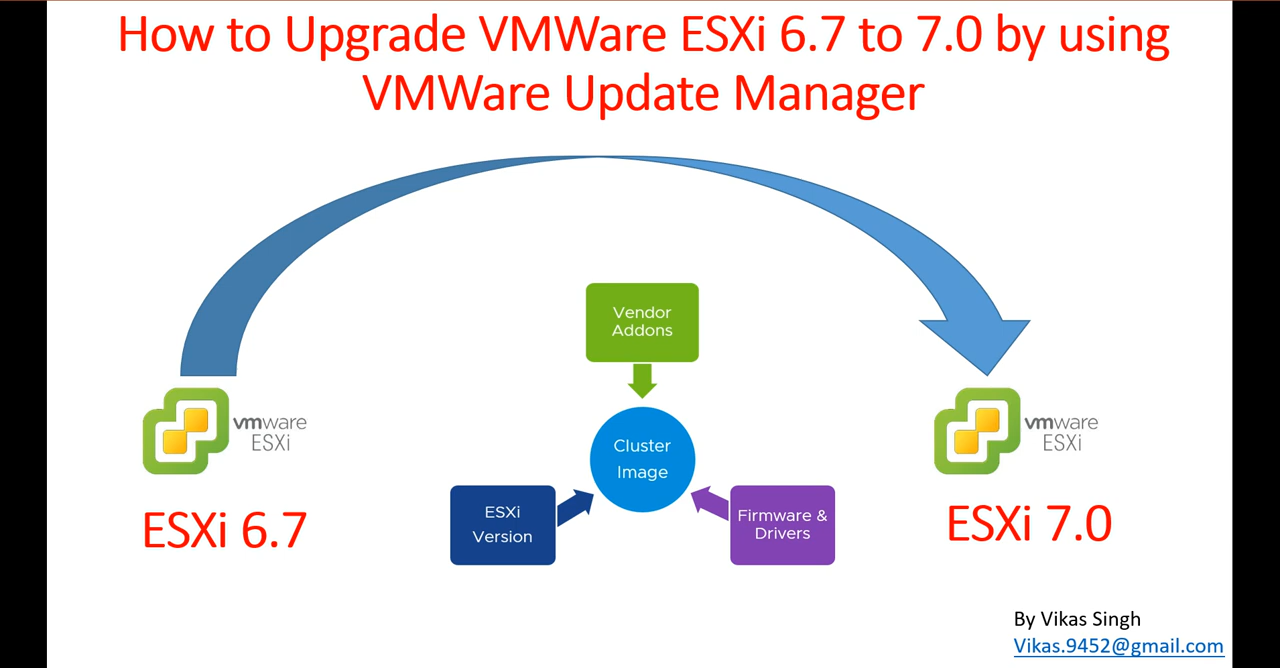 How to Upgrade VMWare ESXi 6.7 to 7.0 by using
VMWare Update Manager
Vendor
Addons
vmware
ESXi
Cluster
Image
vmware
ESXi
ESXi
Version
Firmware &
Drivers
ESXi 6.7
ESXi 7.0
By Vikas Singh
Vikas.9452@gmail.com